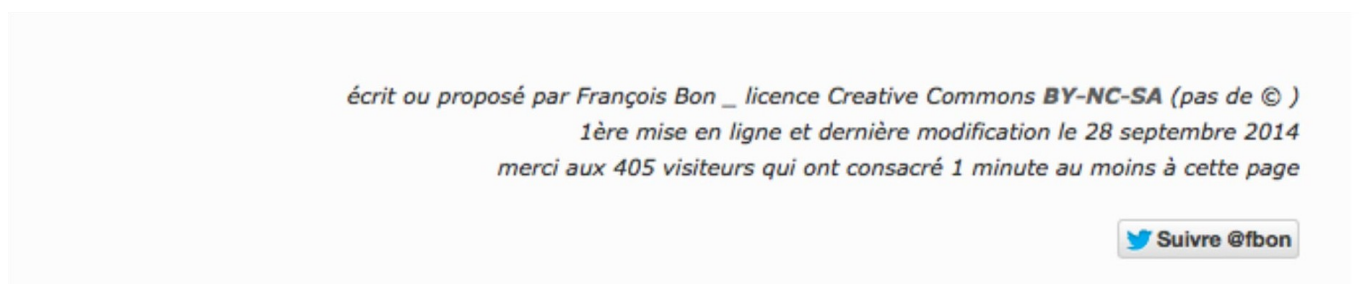 écrit ou proposé par François Bon _ licence Creative Commons BY-NC-SA (pas de © )
1ère mise en ligne et dernière modification le 28 septembre 2014
merci aux 405 visiteurs qui ont consacré 1 minute au moins à cette page
Suivre @fbon